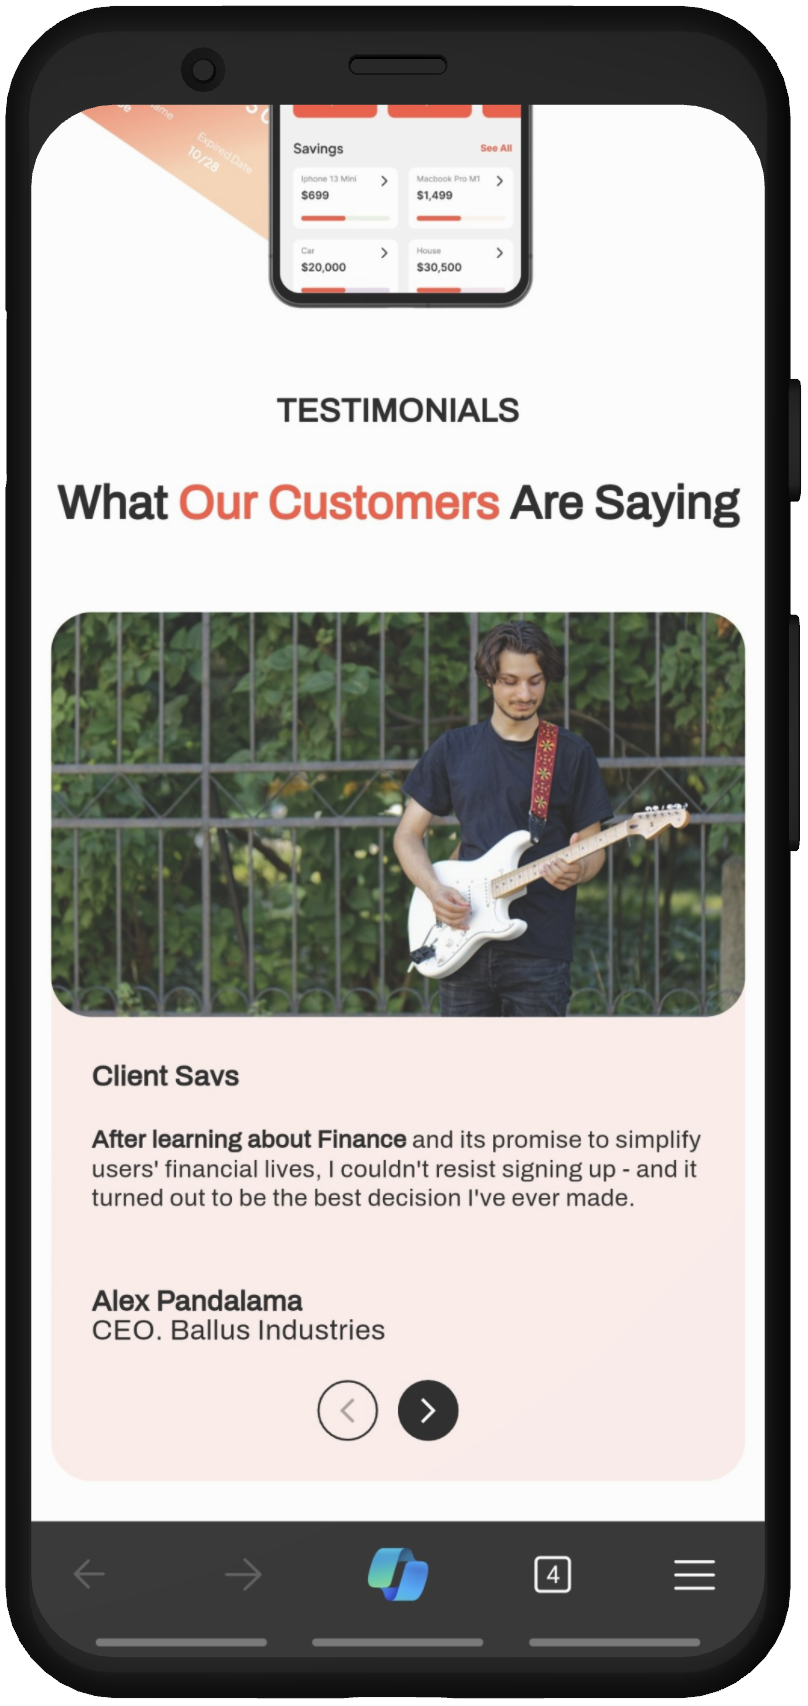 Expired Date
10/28
Savings
See All
Iphone 13 Mini
$699
Macbook Pro M1
$1,499
Car
$20,000
House
$30,500
TESTIMONIALS
What Our Customers Are Saying
Client Savs
After learning about Finance and its promise to simplify
users' financial lives, I couldn't resist signing up - and it
turned out to be the best decision I've ever made.
Alex Pandalama
CEO. Ballus Industries
4